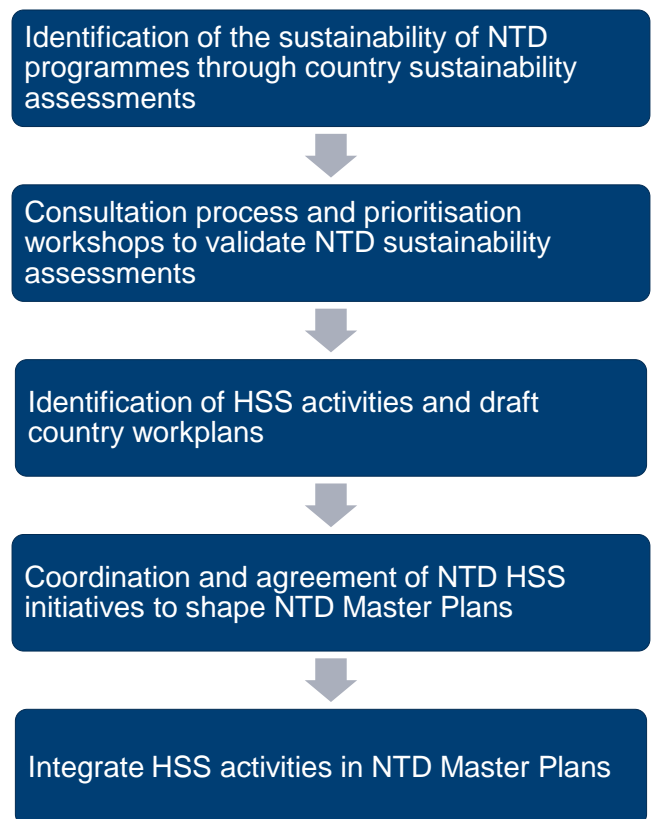 Identification of the sustainability of NTD
programmes through country sustainability
assessments
Consultation process and prioritisation
workshops to validate NTD sustainability
assessments
Identification of HSS activities and draft
country workplans
Coordination and agreement of NTD HSS
initiatives to shape NTD Master Plans
Integrate HSS activities in NTD Master Plans